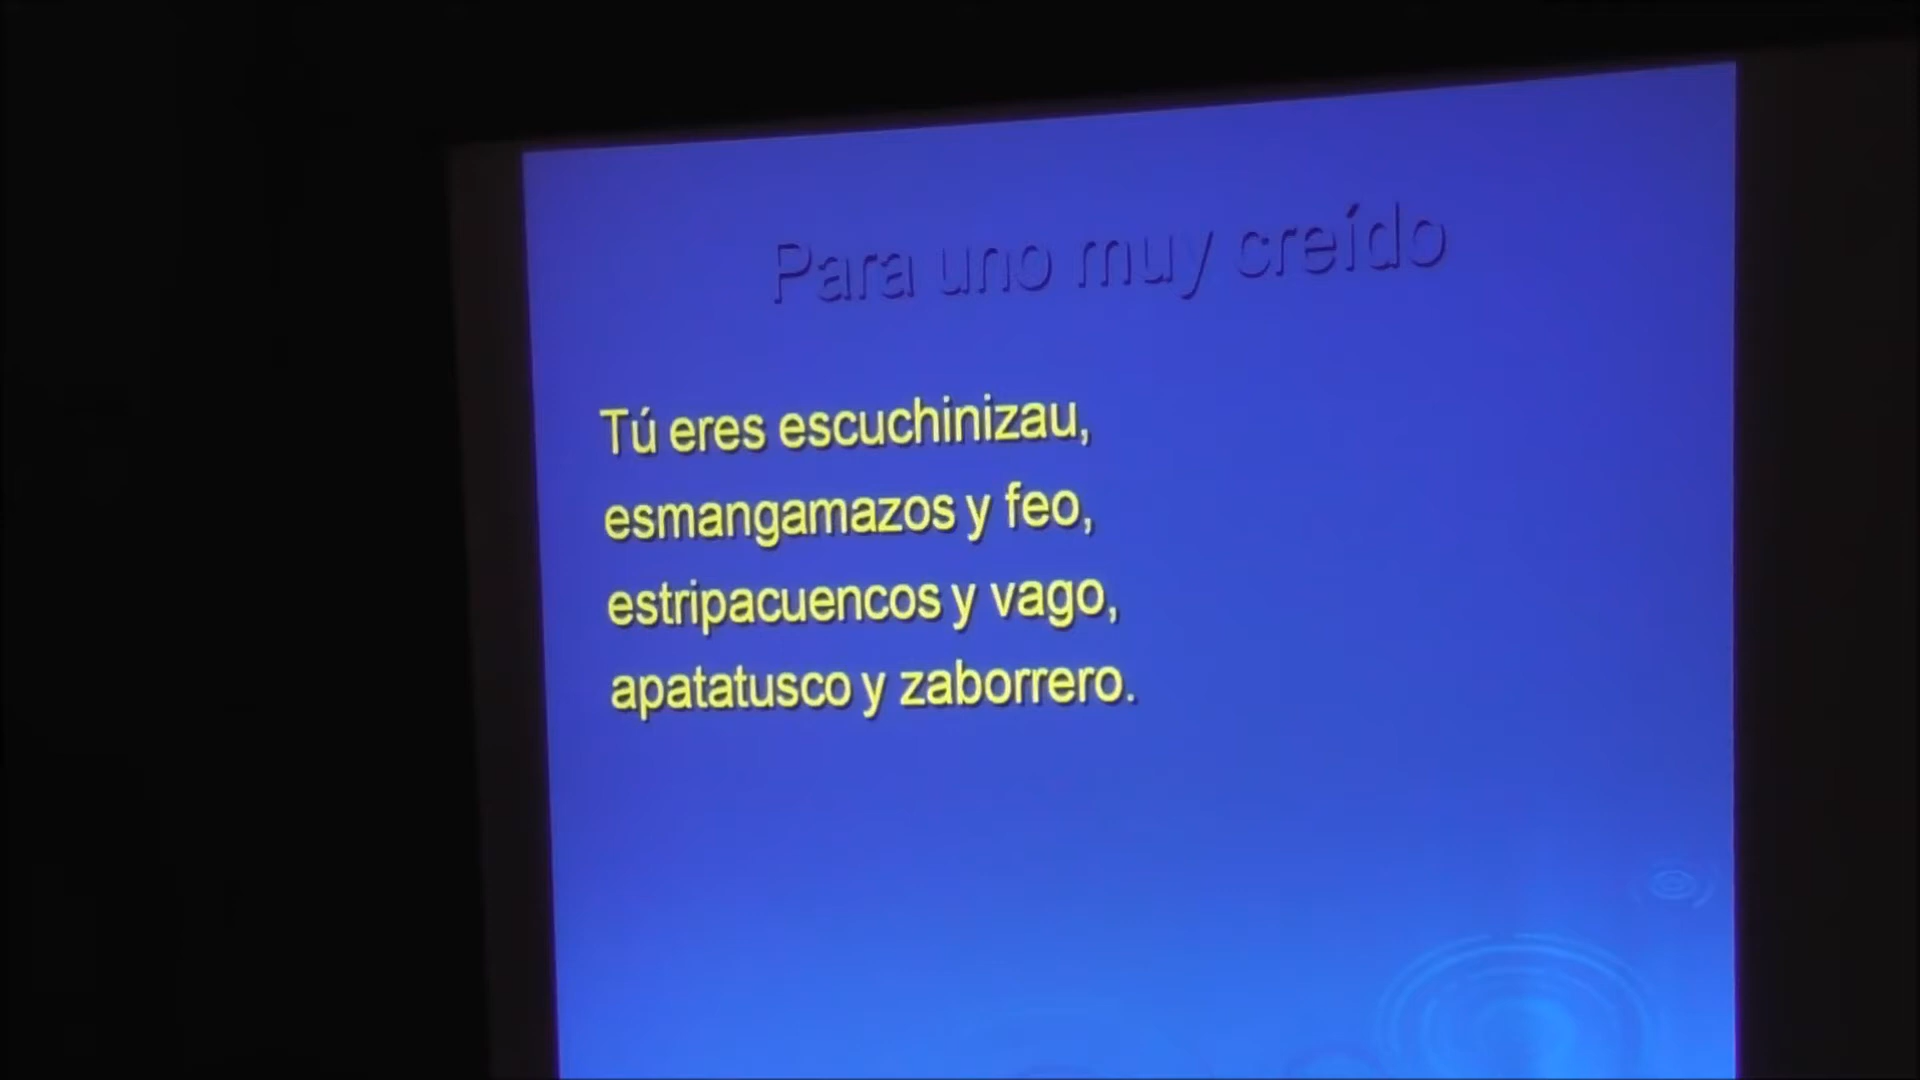 Para uno muy creído
Tú eres escuchinizau,
esmangamazos y feo,
estripacuencos y vago,
apatatusco y zaborrero.